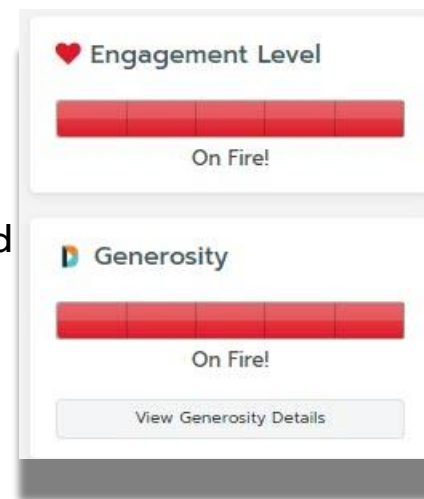 Engagement Level
On Fire!
d
Generosity
On Fire!
View Generosity Details